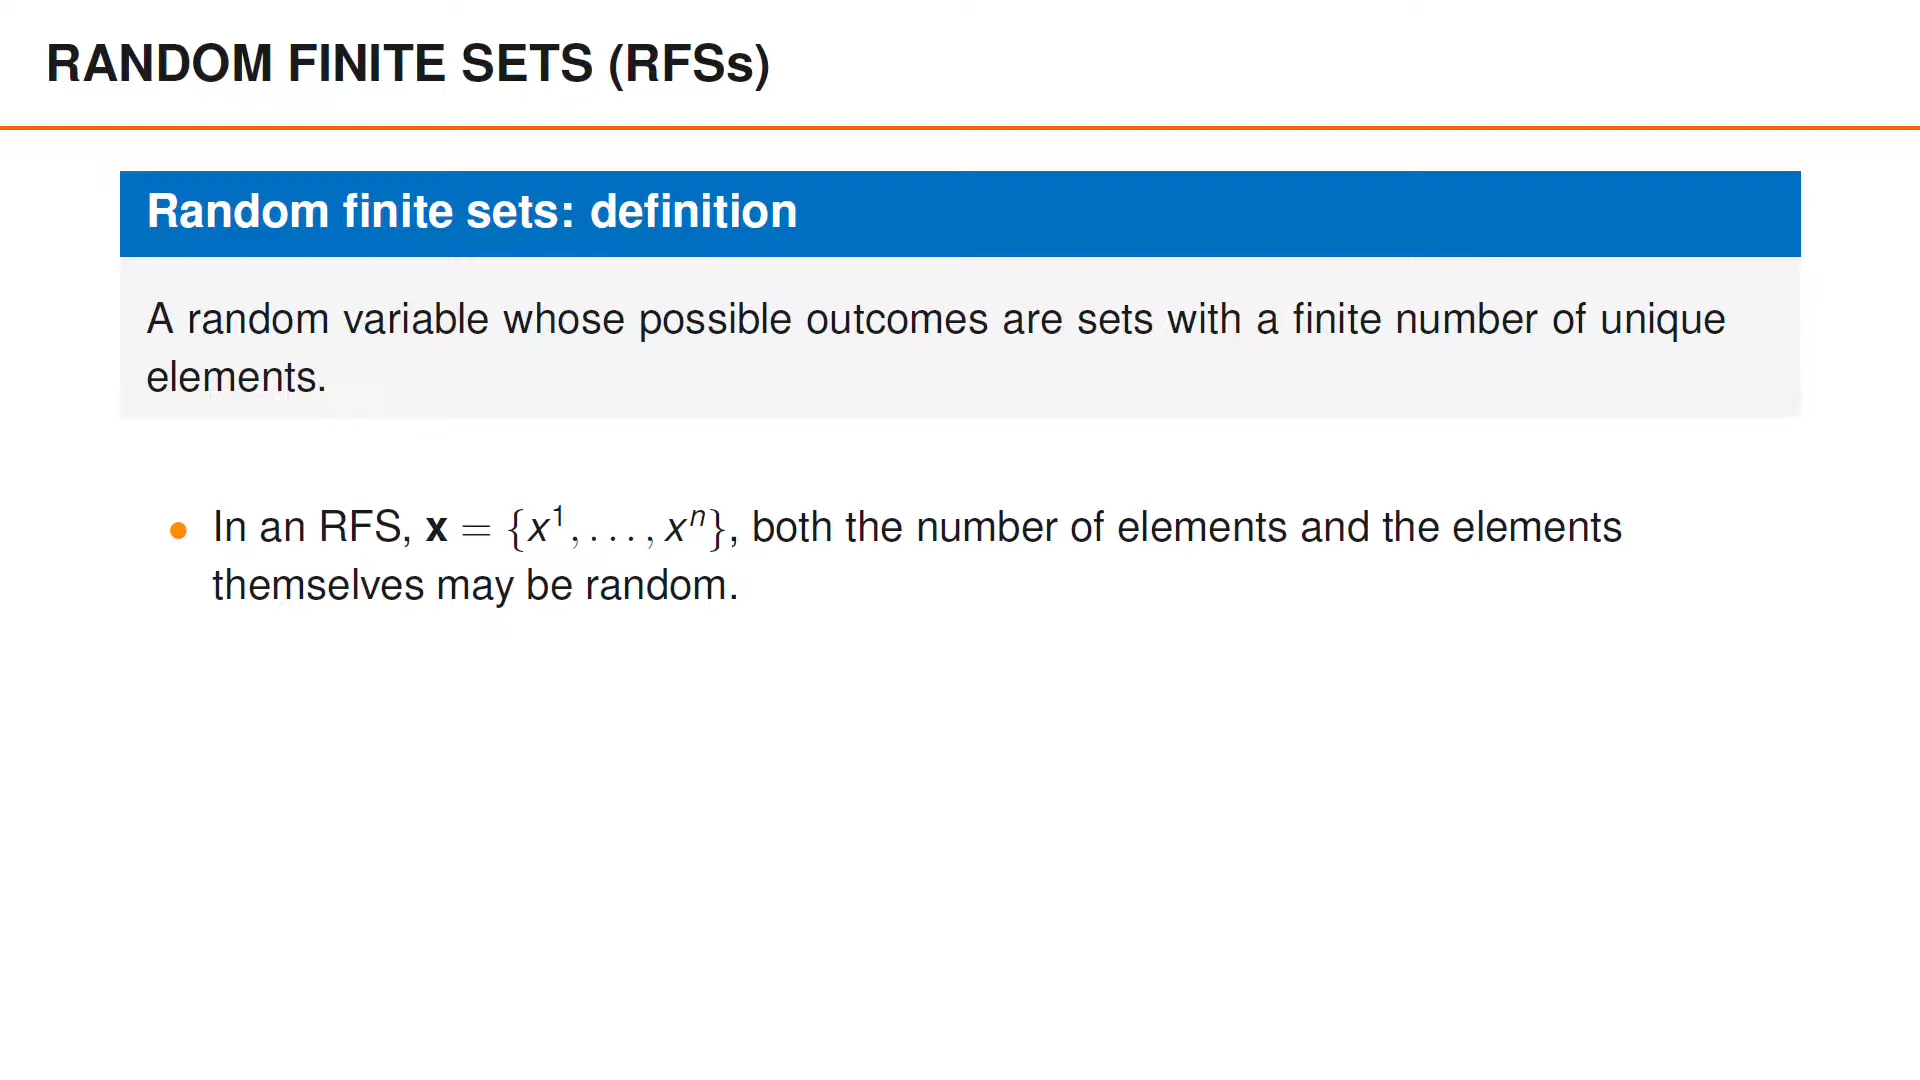 RANDOM FINITE SETS (RFSs)
Random finite sets: definition
A random variable whose possible outcomes are sets with a finite number of unique
elements.
• In an RFS, x = {x¹, . . . , xⁿ}, both the number of elements and the elements
themselves may be random.